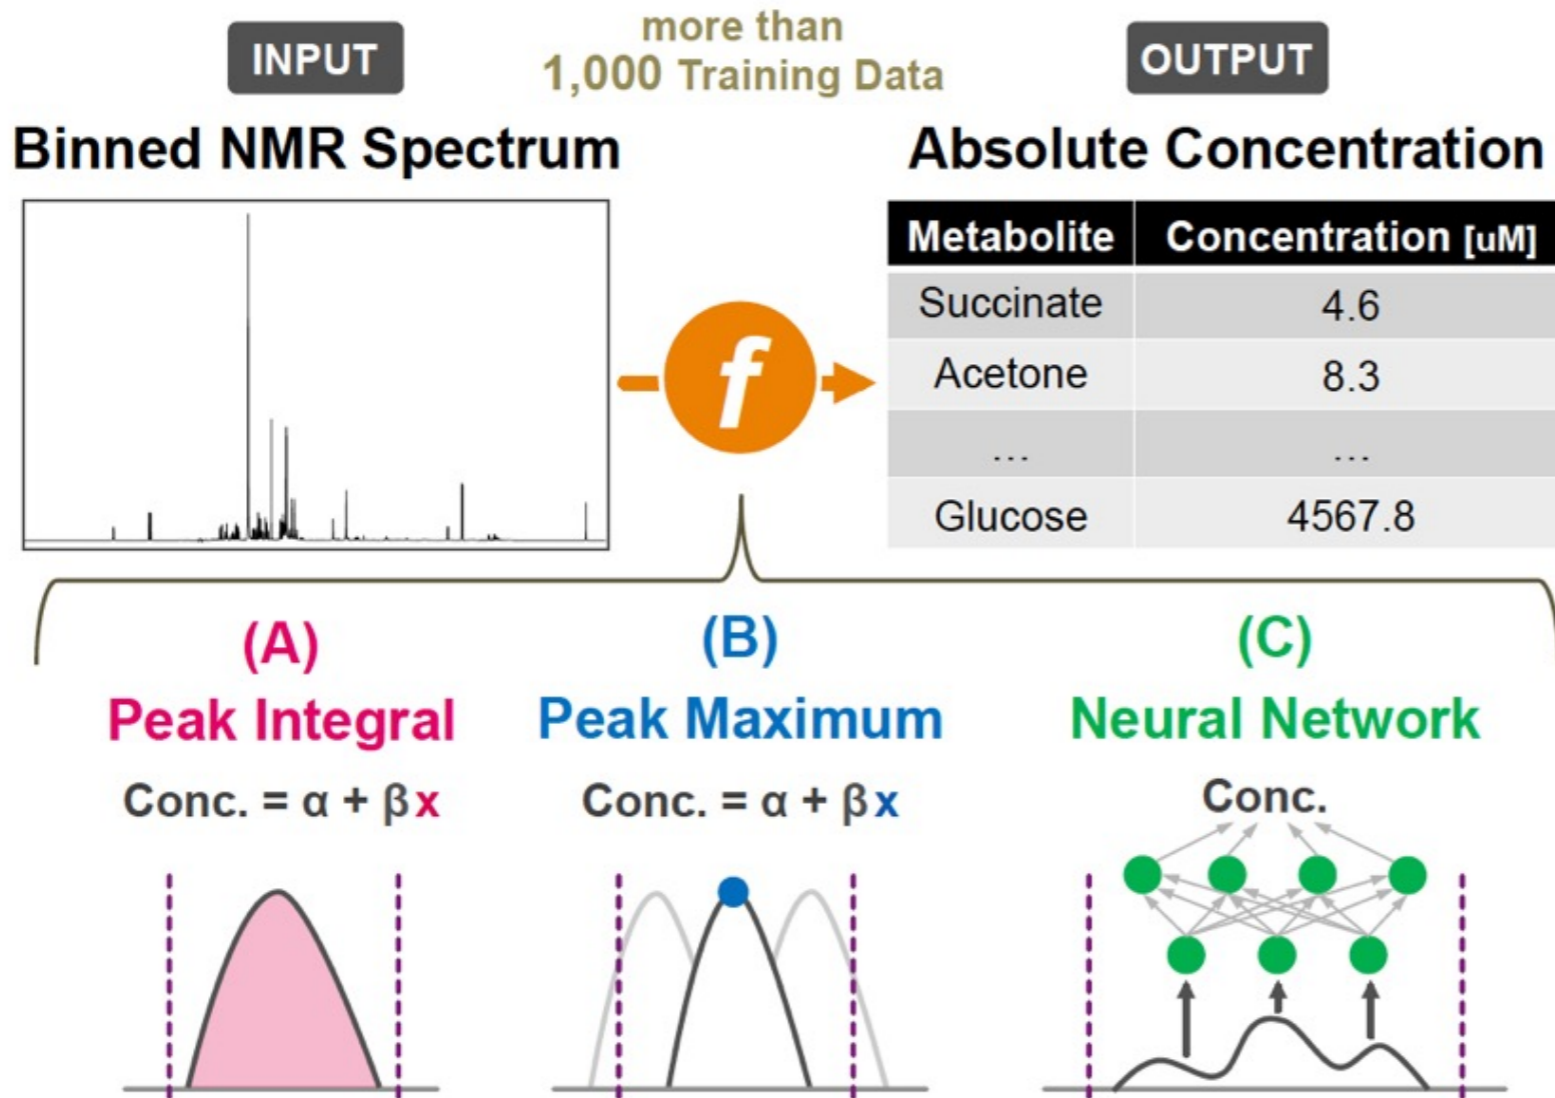 INPUT
more than
1,000 Training Data
OUTPUT
Binned NMR Spectrum
Absolute Concentration
Metabolite Concentration [uM]
Succinate 4.6
Acetone 8.3
... ...
Glucose 4567.8
f
(A)
Peak Integral
Conc. = α + βx
(B)
Peak Maximum
Conc. = α + βx
(C)
Neural Network
Conc.